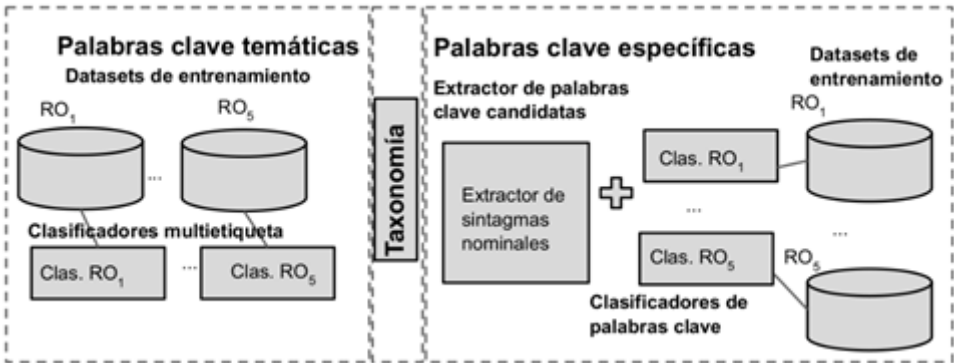 Palabras clave temáticas
Datasets de entrenamiento
RO1
RO5
...
Clasificadores multietiqueta
Clas. RO1
...
Clas. RO5
Taxonomía
Palabras clave específicas
Extractor de palabras
clave candidatas
Extractor de
sintagmas
nominales
Datasets de
entrenamiento
RO1
Clas. RO1
...
...
Clas. RO5
RO5
Clasificadores de
palabras clave